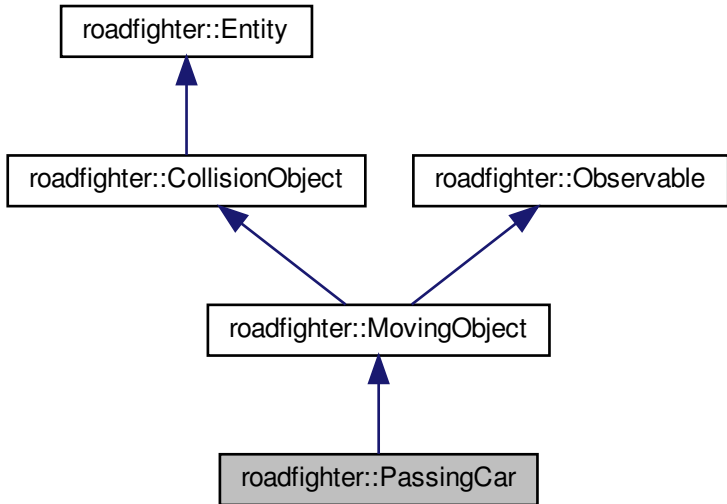 roadfighter::Entity
roadfighter::CollisionObject
roadfighter::Observable
roadfighter::MovingObject
roadfighter::PassingCar